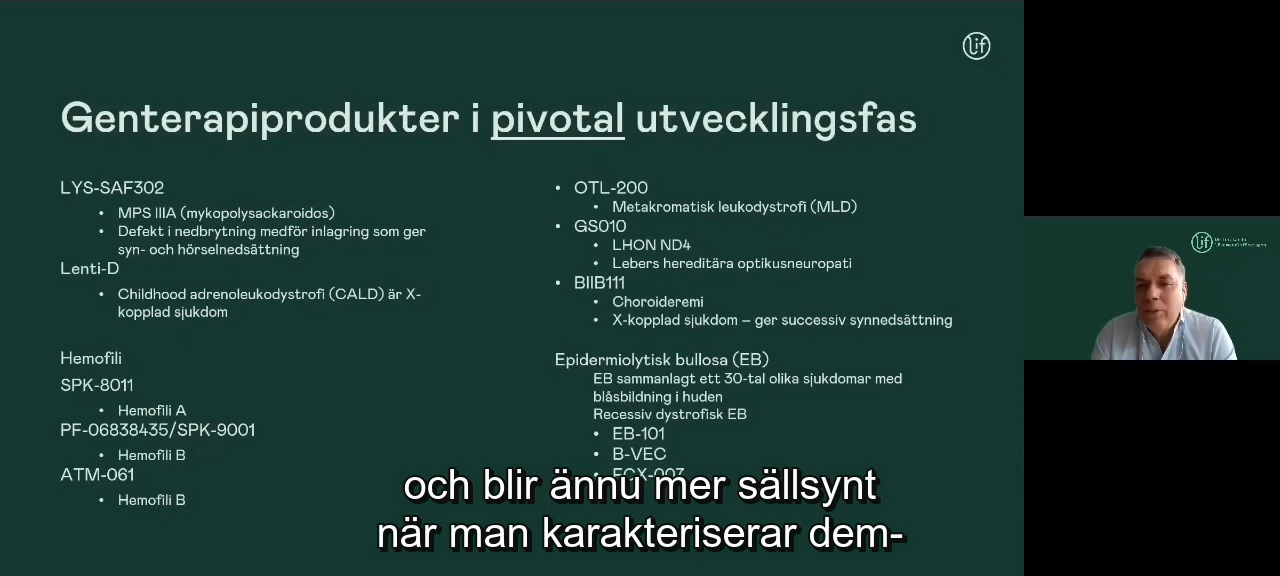 lif
Genterapiprodukter i pivotal utvecklingsfas
LYS-SAF302
• MPS IIIA (mykopolysackaroidos)
• Defekt i nedbrytning medför inlagring som ger
syn- och hörselnedsättning
Lenti-D
• Childhood adrenoleukodystrofi (CALD) är X-
kopplad sjukdom
Hemofili
SPK-8011
• Hemofili A
PF-06838435/SPK-9001
• Hemofili B
ATM-061
• Hemofili B
• OTL-200
• Metakromatisk leukodystrofi (MLD)
• GS010
• LHON ND4
• Lebers hereditära optikusneuropati
• BIIB111
• Choroideremi
• X-kopplad sjukdom – ger successiv synnedsättning
Epidermiolytisk bullosa (EB)
EB sammanlagt ett 30-tal olika sjukdomar med
blåsbildning i huden
Recessiv dystrofisk EB
• EB-101
• B-VEC
• FCX-007
lif
och blir ännu mer sällsynt
när man karakteriserar dem-